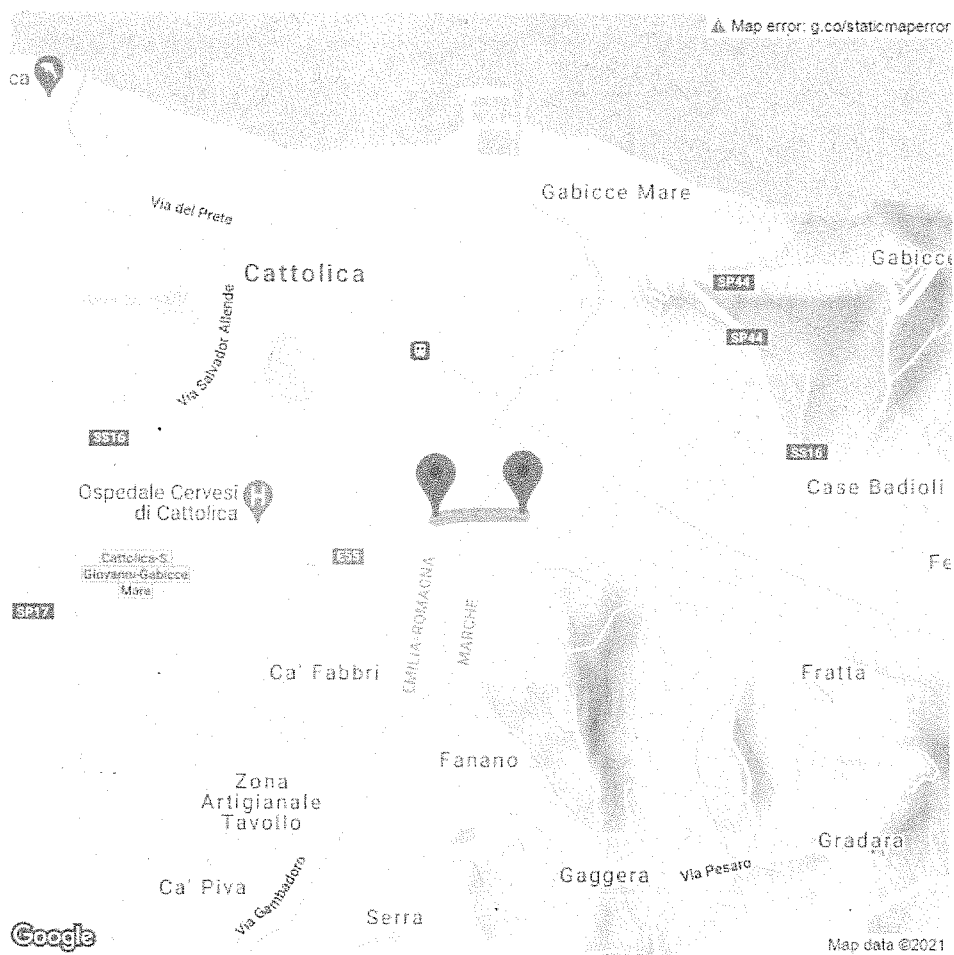 Map error: g.co/staticmaperror
ca
Gabicce Mare
Via del Prete
Gabicce
Cattolica
SP44
Via Salvador Allende
SP44
SS16
SS16
Ospedale Cervesi
di Cattolica
H
Case Badioli
E55
Cattolica-S.
Giovanni-Gabicce
Mare
Fe
SP17
EMILIA-ROMAGNA
MARCHE
Ca' Fabbri
Fratta
Fanano
Zona
Artigianale
Tavollo
Gradara
Gaggera
Via Pesaro
Ca' Piva
Via Gambadoro
Serra
Google
Map data ©2021